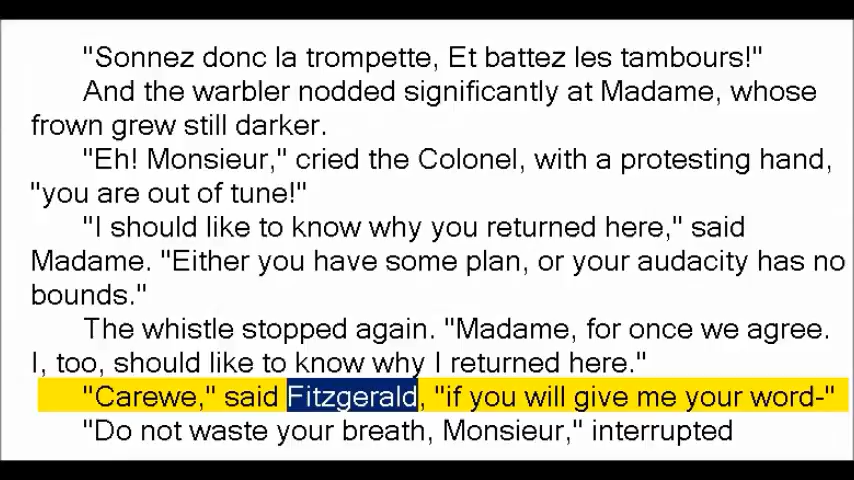 "Sonnez donc la trompette, Et battez les tambours!"
And the warbler nodded significantly at Madame, whose
frown grew still darker.
"Eh! Monsieur," cried the Colonel, with a protesting hand,
"you are out of tune!"
"I should like to know why you returned here," said
Madame. "Either you have some plan, or your audacity has no
bounds."
The whistle stopped again. "Madame, for once we agree.
I, too, should like to know why I returned here."
"Carewe," said Fitzgerald, "if you will give me your word-"
"Do not waste your breath, Monsieur," interrupted